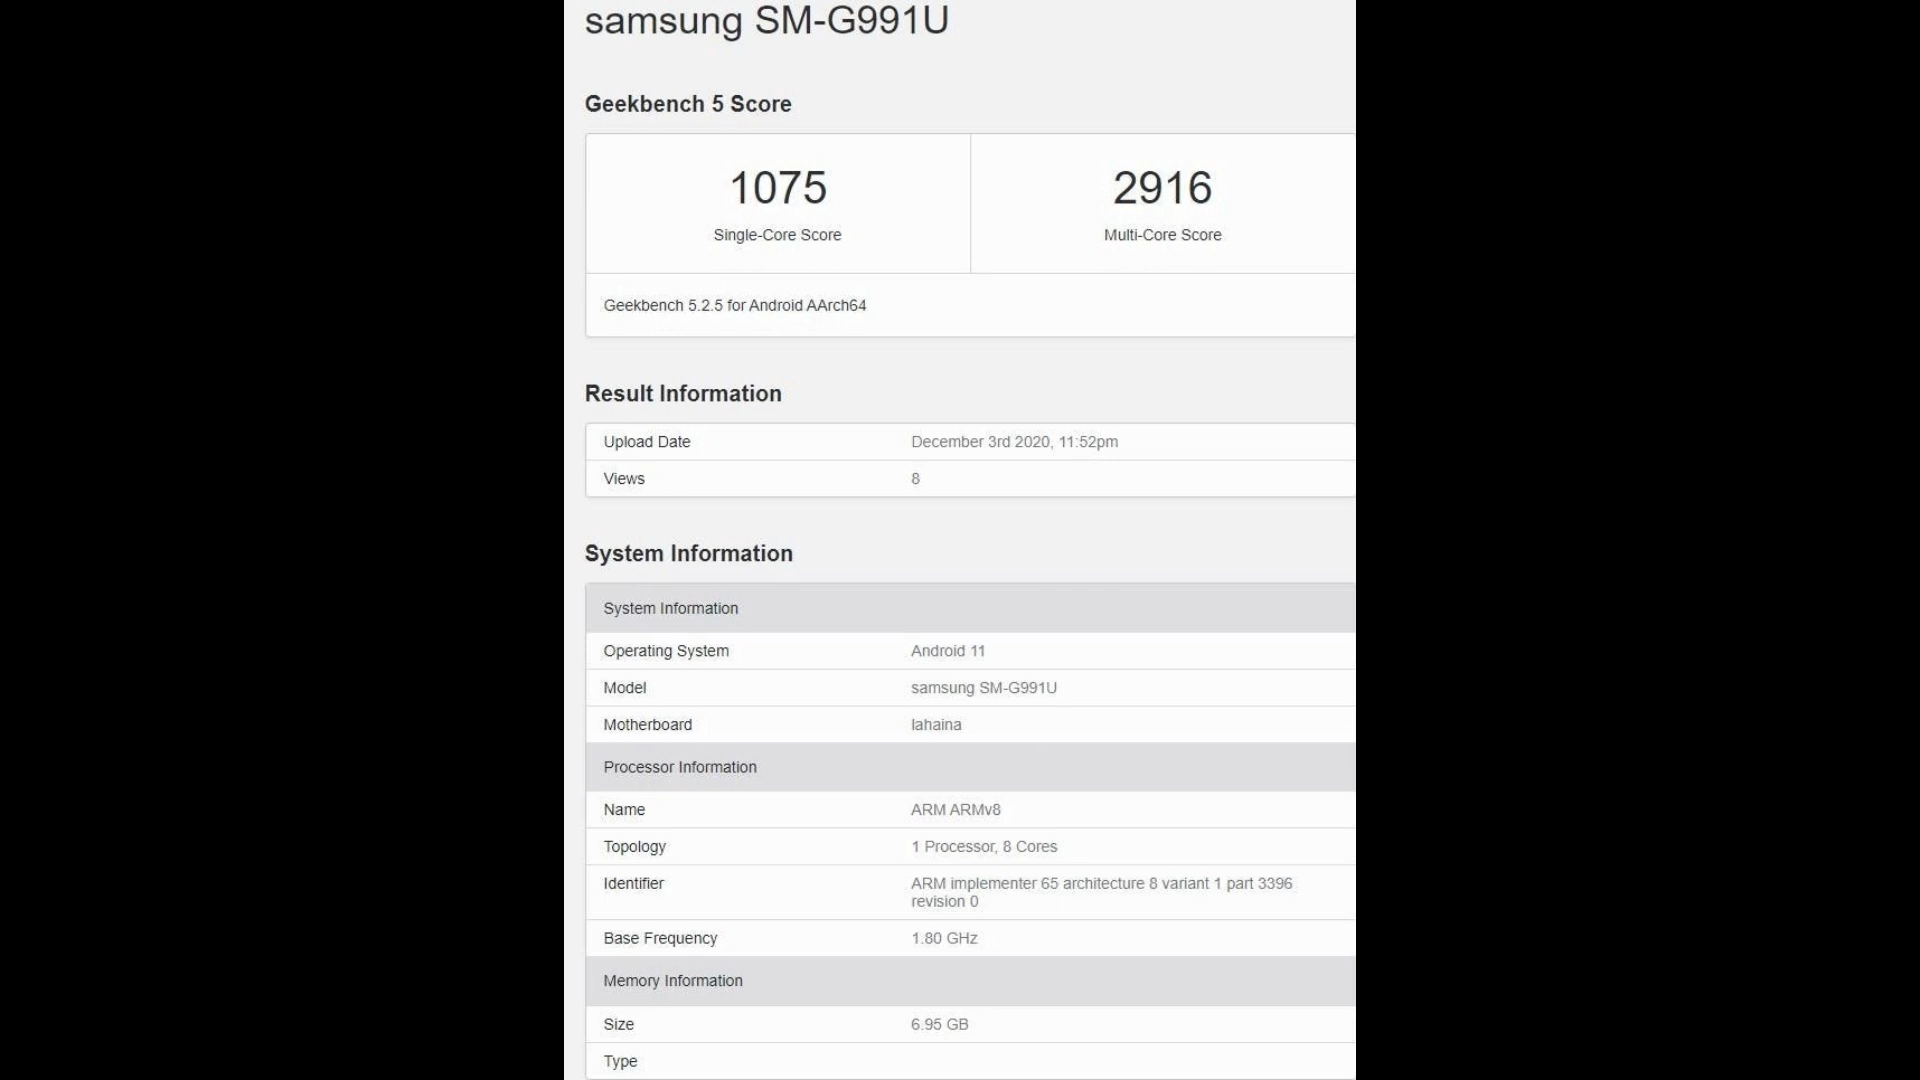 samsung SM-G991U
Geekbench 5 Score
1075
Single-Core Score
2916
Multi-Core Score
Geekbench 5.2.5 for Android AArch64
Result Information
Upload Date December 3rd 2020, 11:52pm
Views 8
System Information
System Information
Operating System Android 11
Model samsung SM-G991U
Motherboard lahaina
Processor Information
Name ARM ARMv8
Topology 1 Processor, 8 Cores
Identifier ARM implementer 65 architecture 8 variant 1 part 3396
revision 0
Base Frequency 1.80 GHz
Memory Information
Size 6.95 GB
Type